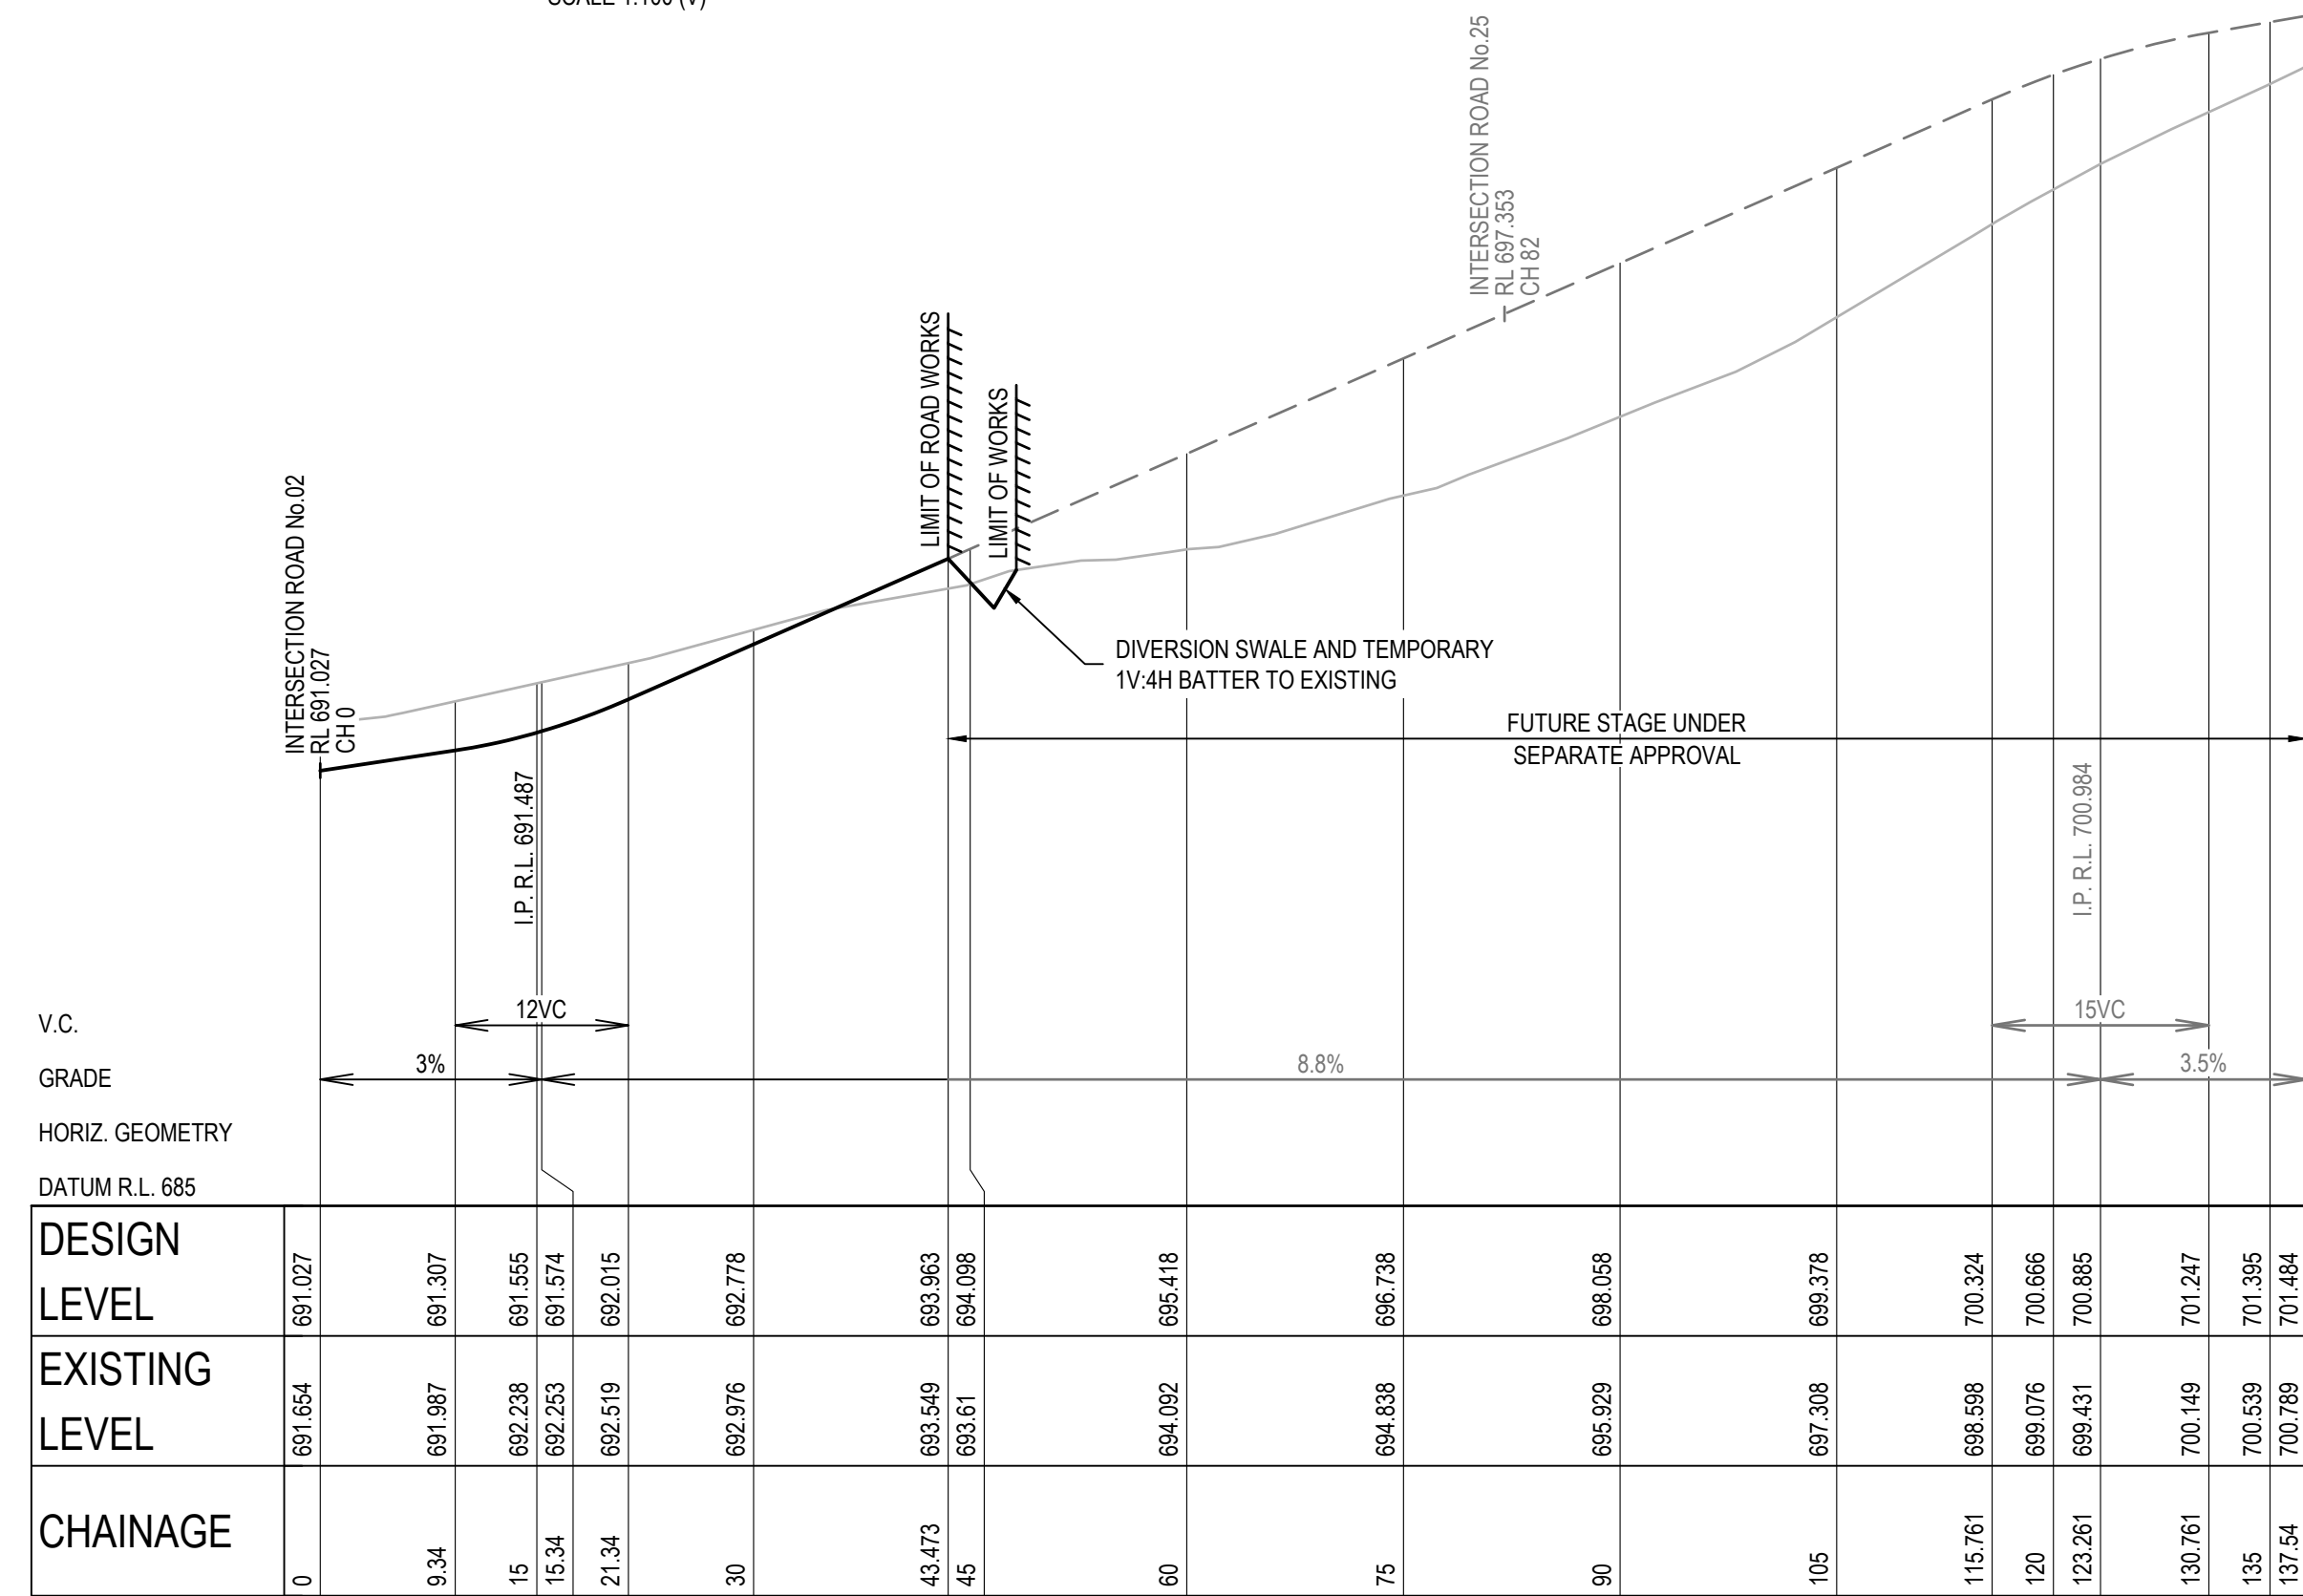 SCALE 1:100 (V)
INTERSECTION ROAD No.25
RL 697.353
CH 82
LIMIT OF ROAD WORKS
LIMIT OF WORKS
INTERSECTION ROAD No.02
RL 691.027
CH 0
DIVERSION SWALE AND TEMPORARY
1V:4H BATTER TO EXISTING
FUTURE STAGE UNDER
SEPARATE APPROVAL
I.P. R.L. 691.487
I.P. R.L. 700.984
V.C. 12VC 15VC
GRADE 3% 8.8% 3.5%
HORIZ. GEOMETRY
DATUM R.L. 685
DESIGN LEVEL 691.027 691.307 691.555 691.574 692.015 692.778 693.963 694.098 695.418 696.738 698.058 699.378 700.324 700.666 700.885 701.247 701.395 701.484
EXISTING LEVEL 691.654 691.987 692.238 692.253 692.519 692.976 693.549 693.61 694.092 694.838 695.929 697.308 698.598 699.076 699.431 700.149 700.539 700.789
CHAINAGE 0 9.34 15 15.34 21.34 30 43.473 45 60 75 90 105 115.761 120 123.261 130.761 135 137.54